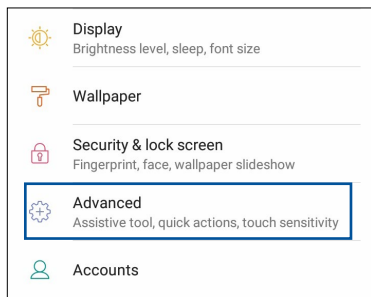 Display
Brightness level, sleep, font size
Wallpaper
Security & lock screen
Fingerprint, face, wallpaper slideshow
Advanced
Assistive tool, quick actions, touch sensitivity
Accounts